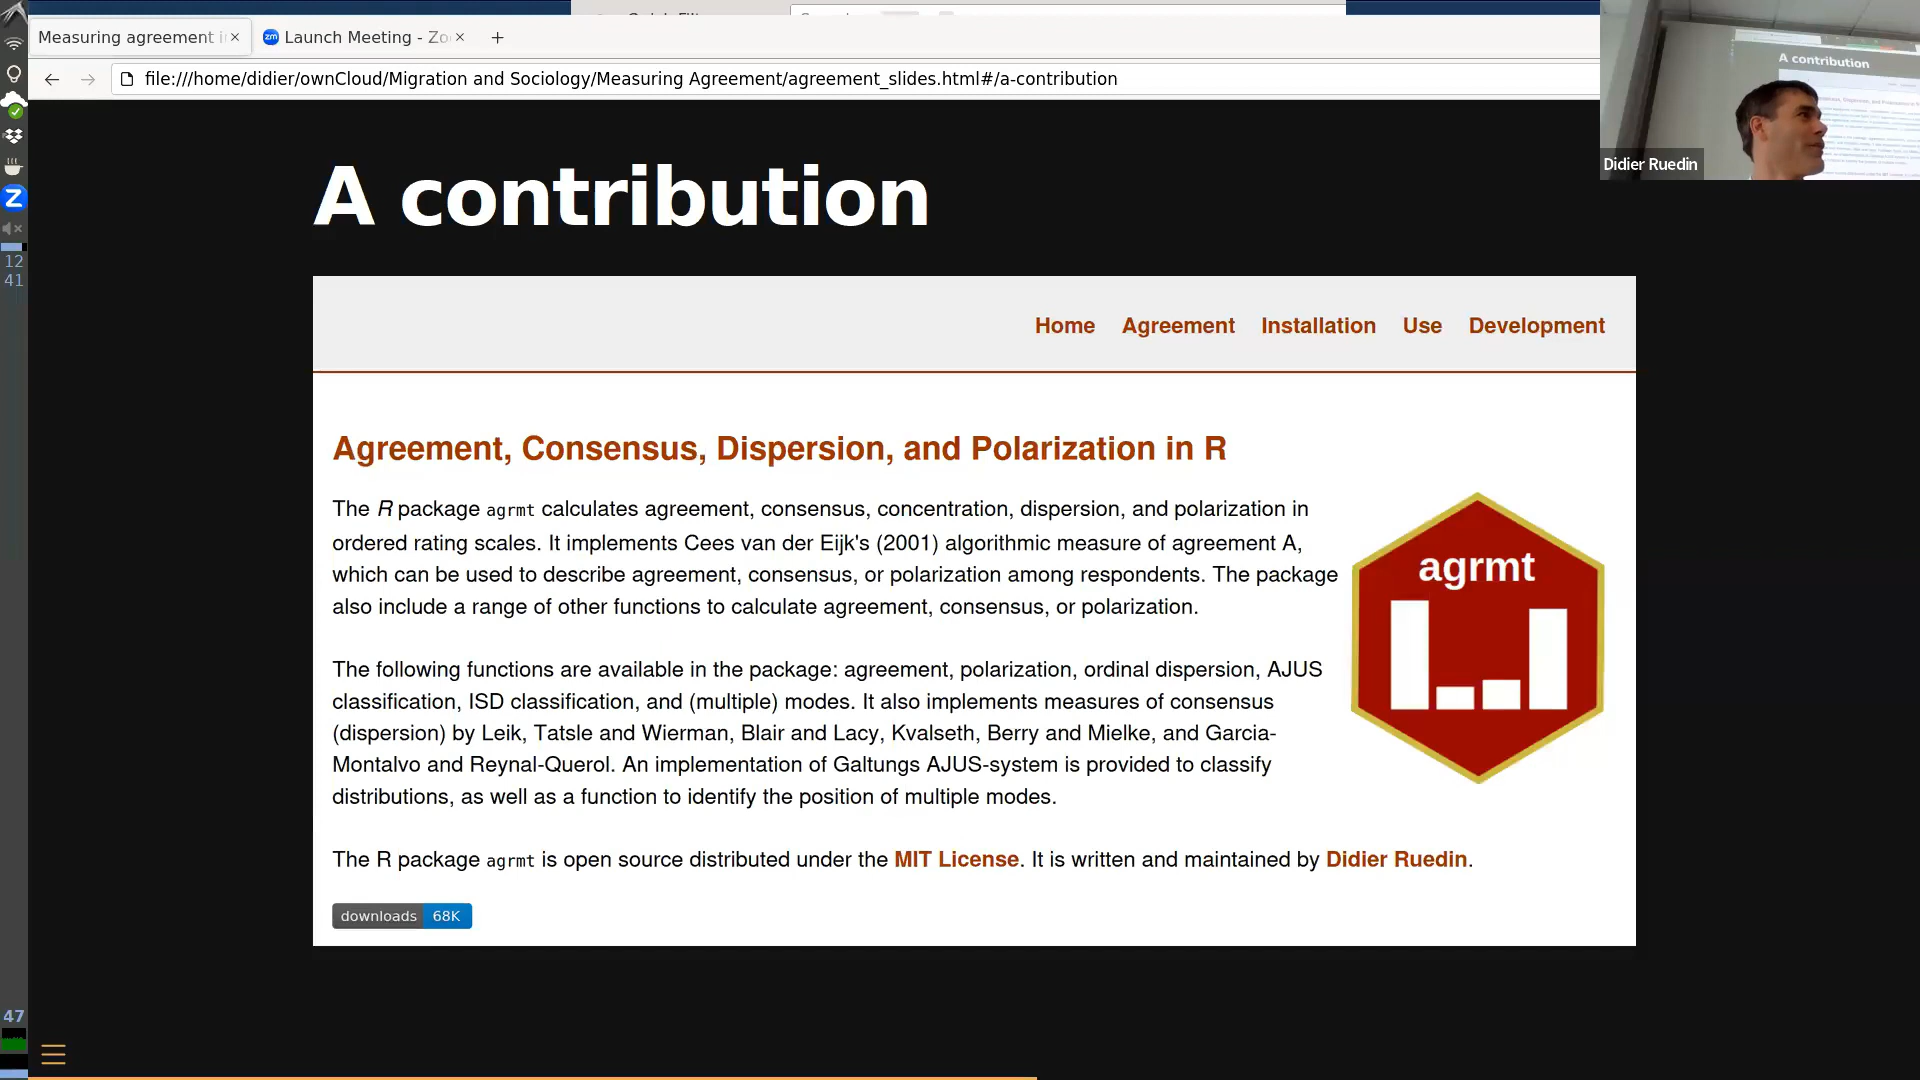 Measuring agreement i
Launch Meeting - Zo
file:///home/didier/ownCloud/Migration and Sociology/Measuring Agreement/agreement_slides.html#/a-contribution
A contribution
Didier Ruedin
A contribution
Home Agreement Installation Use Development
Agreement, Consensus, Dispersion, and Polarization in R
The R package agrmt calculates agreement, consensus, concentration, dispersion, and polarization in
ordered rating scales. It implements Cees van der Eijk's (2001) algorithmic measure of agreement A,
which can be used to describe agreement, consensus, or polarization among respondents. The package
also include a range of other functions to calculate agreement, consensus, or polarization.
agrmt
The following functions are available in the package: agreement, polarization, ordinal dispersion, AJUS
classification, ISD classification, and (multiple) modes. It also implements measures of consensus
(dispersion) by Leik, Tatsle and Wierman, Blair and Lacy, Kvalseth, Berry and Mielke, and Garcia-
Montalvo and Reynal-Querol. An implementation of Galtungs AJUS-system is provided to classify
distributions, as well as a function to identify the position of multiple modes.
The R package agrmt is open source distributed under the MIT License. It is written and maintained by Didier Ruedin.
downloads 68K
zm
Z
12
41
47